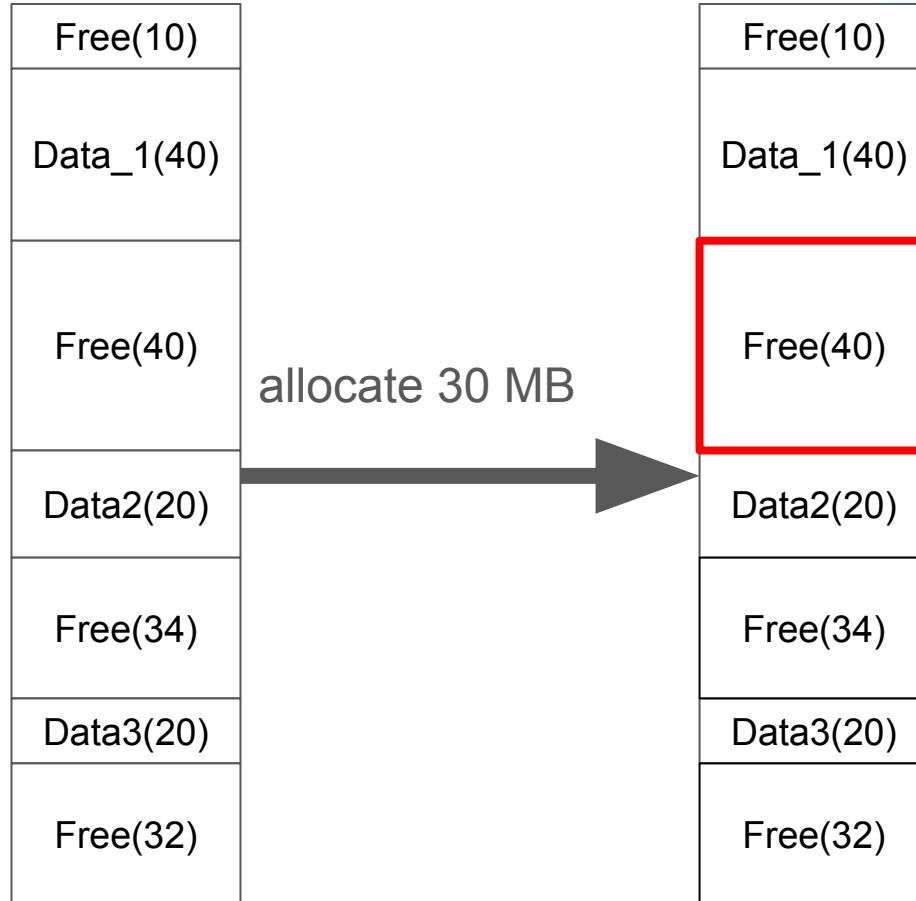 Free(10)
Data_1(40)
Free(40)
Data2(20)
Free(34)
Data3(20)
Free(32)
allocate 30 MB
Free(10)
Data_1(40)
Free(40)
Data2(20)
Free(34)
Data3(20)
Free(32)